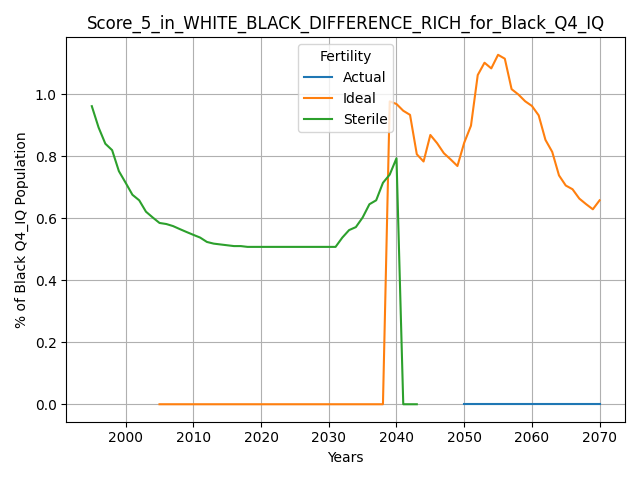 Score_5_in_WHITE_BLACK_DIFFERENCE_RICH_for_Black_Q4_IQ
Fertility
Actual
Ideal
Sterile
% of Black Q4_IQ Population
1.0
0.8
0.6
0.4
0.2
0.0
2000
2010
2020
2030
2040
2050
2060
2070
Years